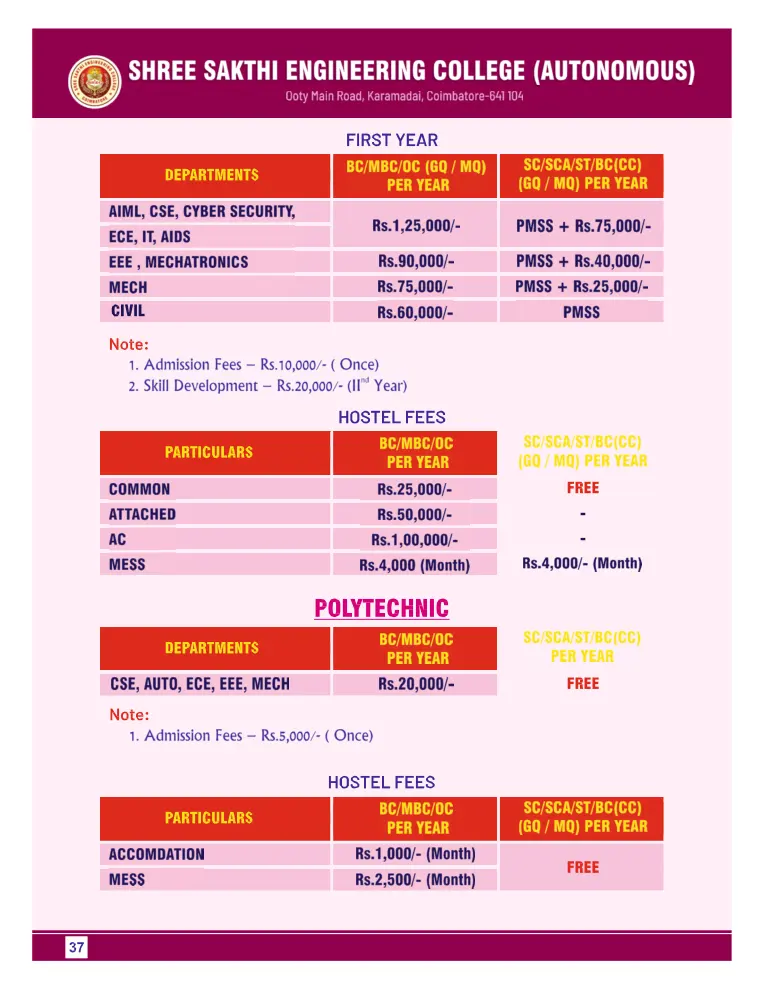 SHREE SAKTHI ENGINEERING COLLEGE (AUTONOMOUS)
Ooty Main Road, Karamadai, Coimbatore-641 104
FIRST YEAR
DEPARTMENTS
BC/MBC/OC (GQ / MQ)
PER YEAR
SC/SCA/ST/BC(CC)
(GQ / MQ) PER YEAR
AIML, CSE, CYBER SECURITY,
ECE, IT, AIDS
Rs.1,25,000/-
PMSS + Rs.75,000/-
EEE , MECHATRONICS
Rs.90,000/-
PMSS + Rs.40,000/-
MECH
Rs.75,000/-
PMSS + Rs.25,000/-
CIVIL
Rs.60,000/-
PMSS
Note:
1. Admission Fees – Rs.10,000/- ( Once)
2. Skill Development – Rs.20,000/- (IInd Year)
HOSTEL FEES
PARTICULARS
BC/MBC/OC
PER YEAR
SC/SCA/ST/BC(CC)
(GQ / MQ) PER YEAR
COMMON
Rs.25,000/-
FREE
ATTACHED
Rs.50,000/-
-
AC
Rs.1,00,000/-
-
MESS
Rs.4,000 (Month)
Rs.4,000/- (Month)
POLYTECHNIC
DEPARTMENTS
BC/MBC/OC
PER YEAR
SC/SCA/ST/BC(CC)
PER YEAR
CSE, AUTO, ECE, EEE, MECH
Rs.20,000/-
FREE
Note:
1. Admission Fees – Rs.5,000/- ( Once)
HOSTEL FEES
PARTICULARS
BC/MBC/OC
PER YEAR
SC/SCA/ST/BC(CC)
(GQ / MQ) PER YEAR
ACCOMDATION
Rs.1,000/- (Month)
FREE
MESS
Rs.2,500/- (Month)
37